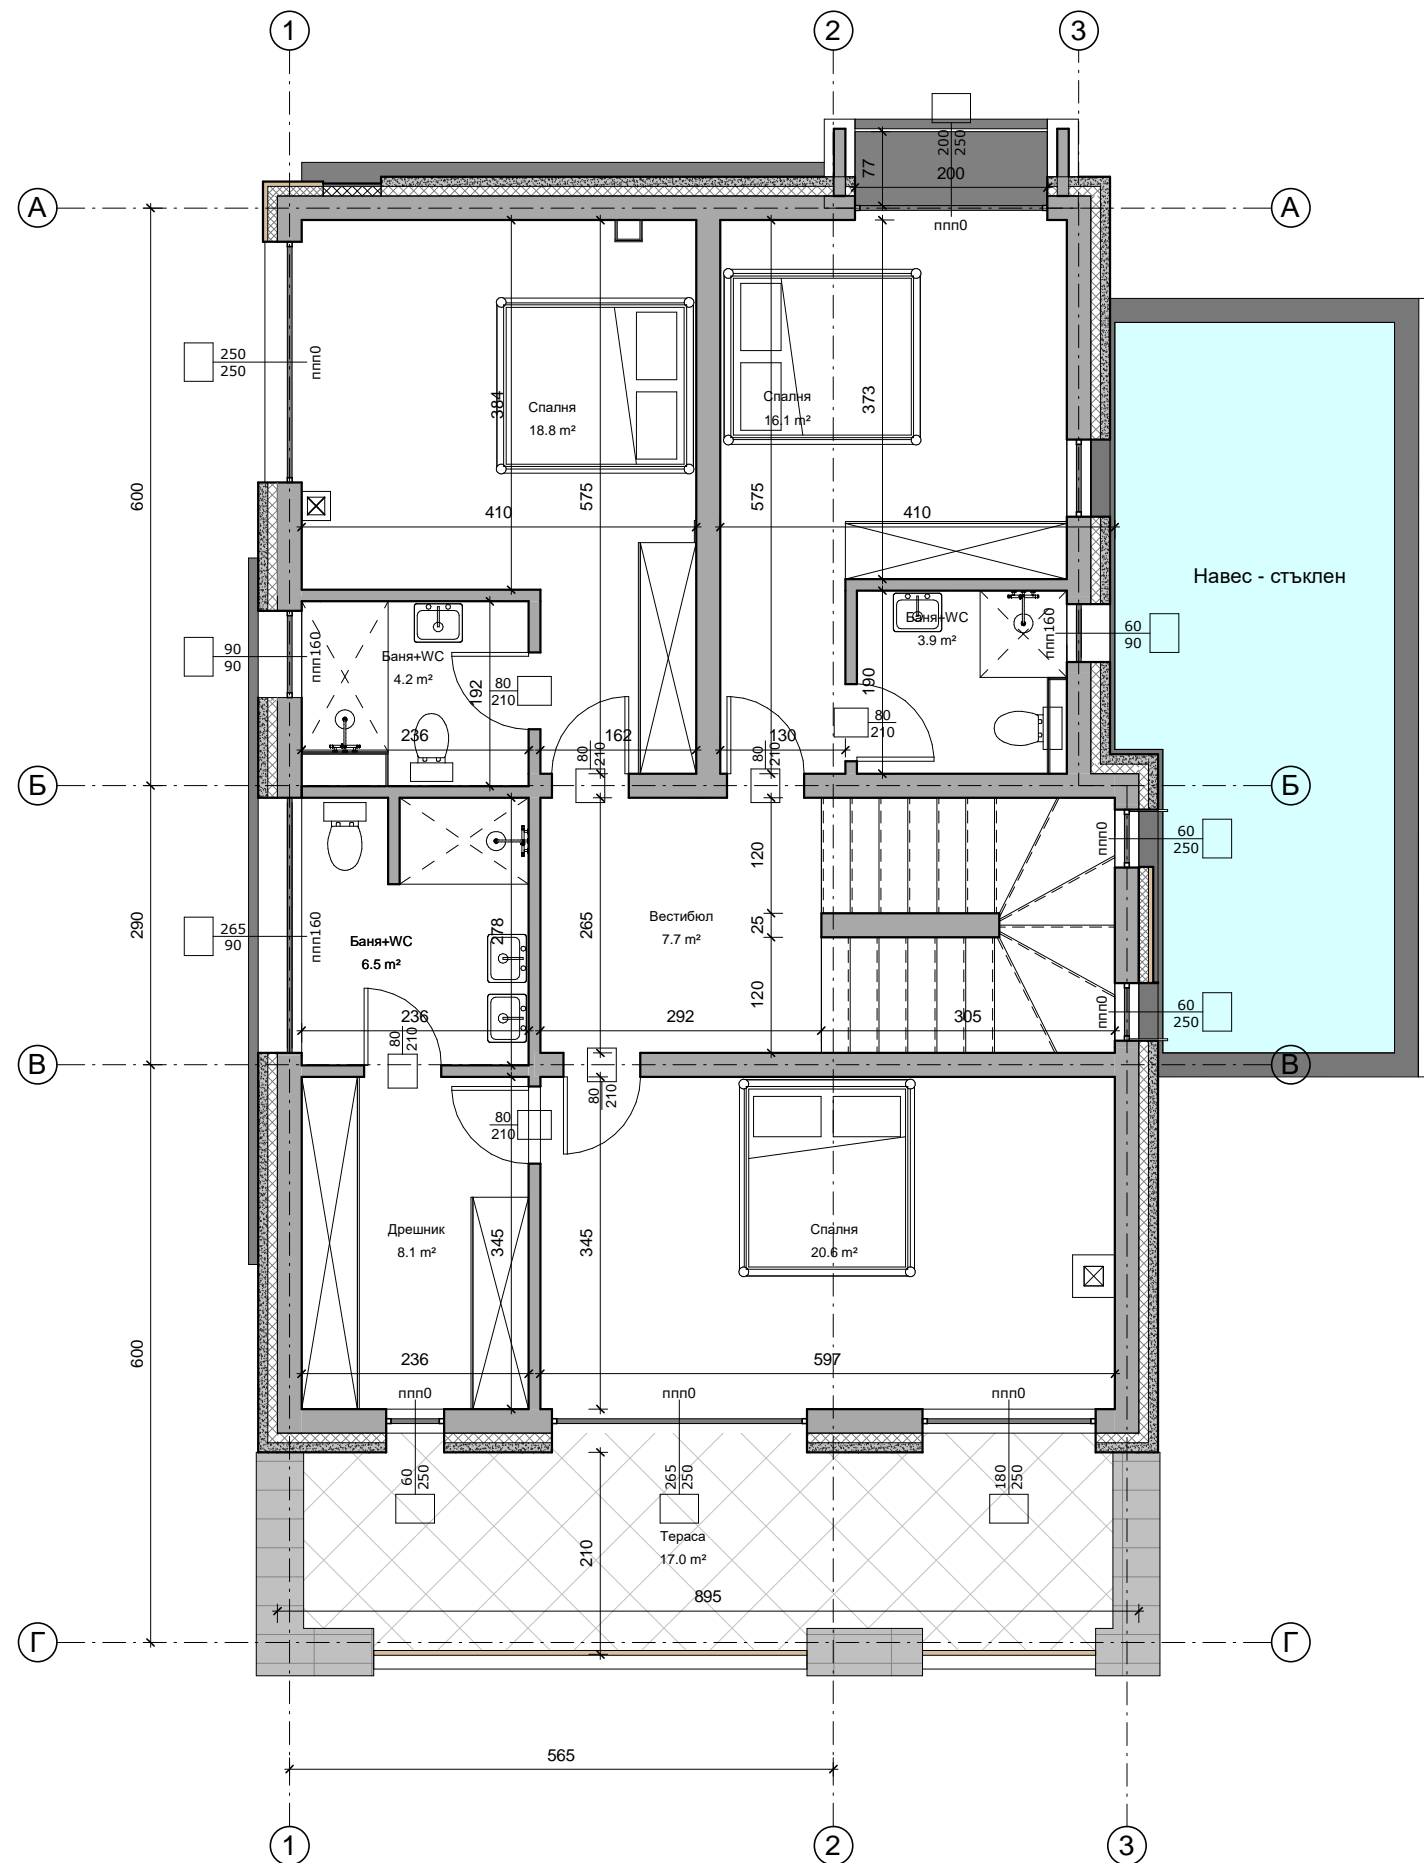 1
2
3
А
А
200
250
77
200
ппп0
250
250
ппп0
384
Спалня
18.8 m²
Спалня
16.1 m²
373
600
575
575
410
410
Навес - стъклен
90
90
ппп160
Баня+WC
4.2 m²
192
80
210
236
162
80
210
130
80
210
190
80
210
Баня+WC
3.9 m²
ппп160
60
90
Б
Б
120
25
120
ппп0
60
250
290
265
90
ппп160
Баня+WC
6.5 m²
278
265
Вестибюл
7.7 m²
236
292
305
ппп0
60
250
80
210
В
В
80
210
80
210
600
Дрешник
8.1 m²
345
345
Спалня
20.6 m²
236
597
ппп0
ппп0
ппп0
60
250
265
250
180
250
Тераса
17.0 m²
210
895
Г
Г
565
1
2
3